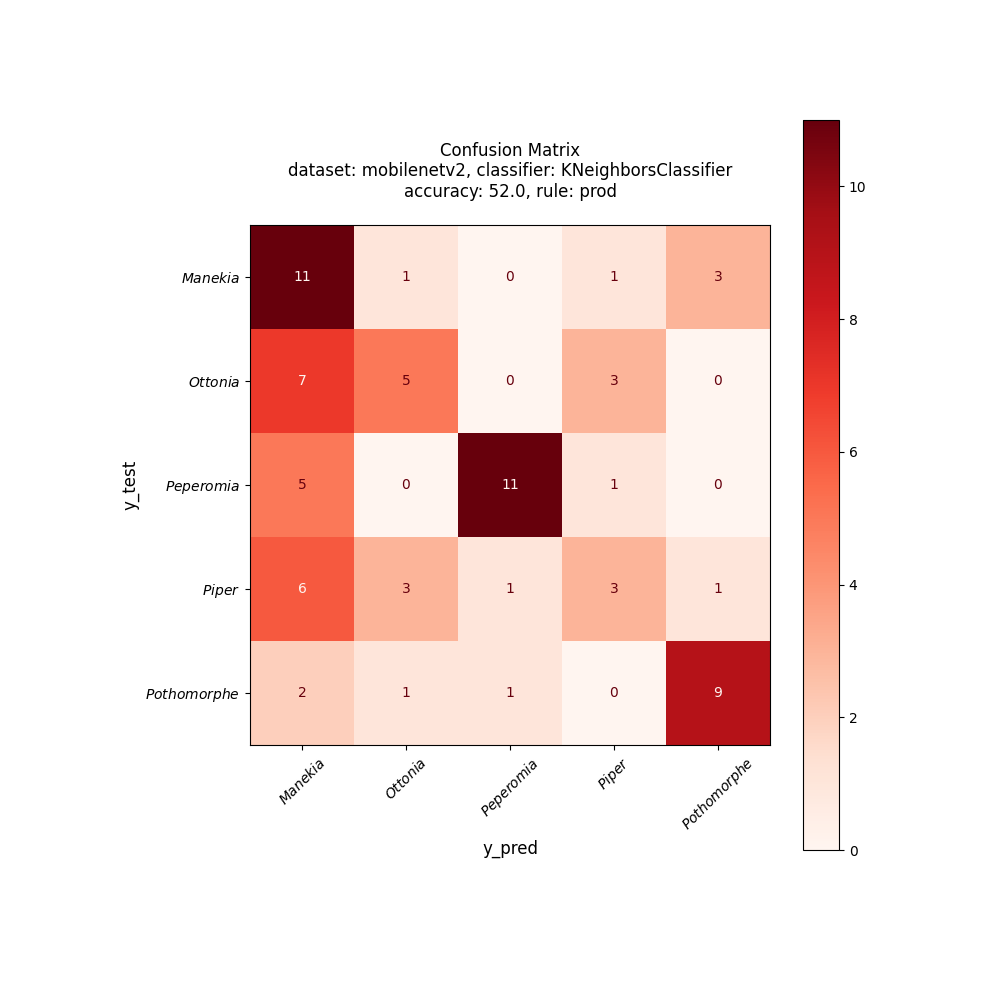 Confusion Matrix
dataset: mobilenetv2, classifier: KNeighborsClassifier
accuracy: 52.0, rule: prod
Manekia 11 1 0 1 3
Ottonia 7 5 0 3 0
Peperomia 5 0 11 1 0
Piper 6 3 1 3 1
Pothomorphe 2 1 1 0 9
Manekia Ottonia Peperomia Piper Pothomorphe
y_test
y_pred
10
8
6
4
2
0